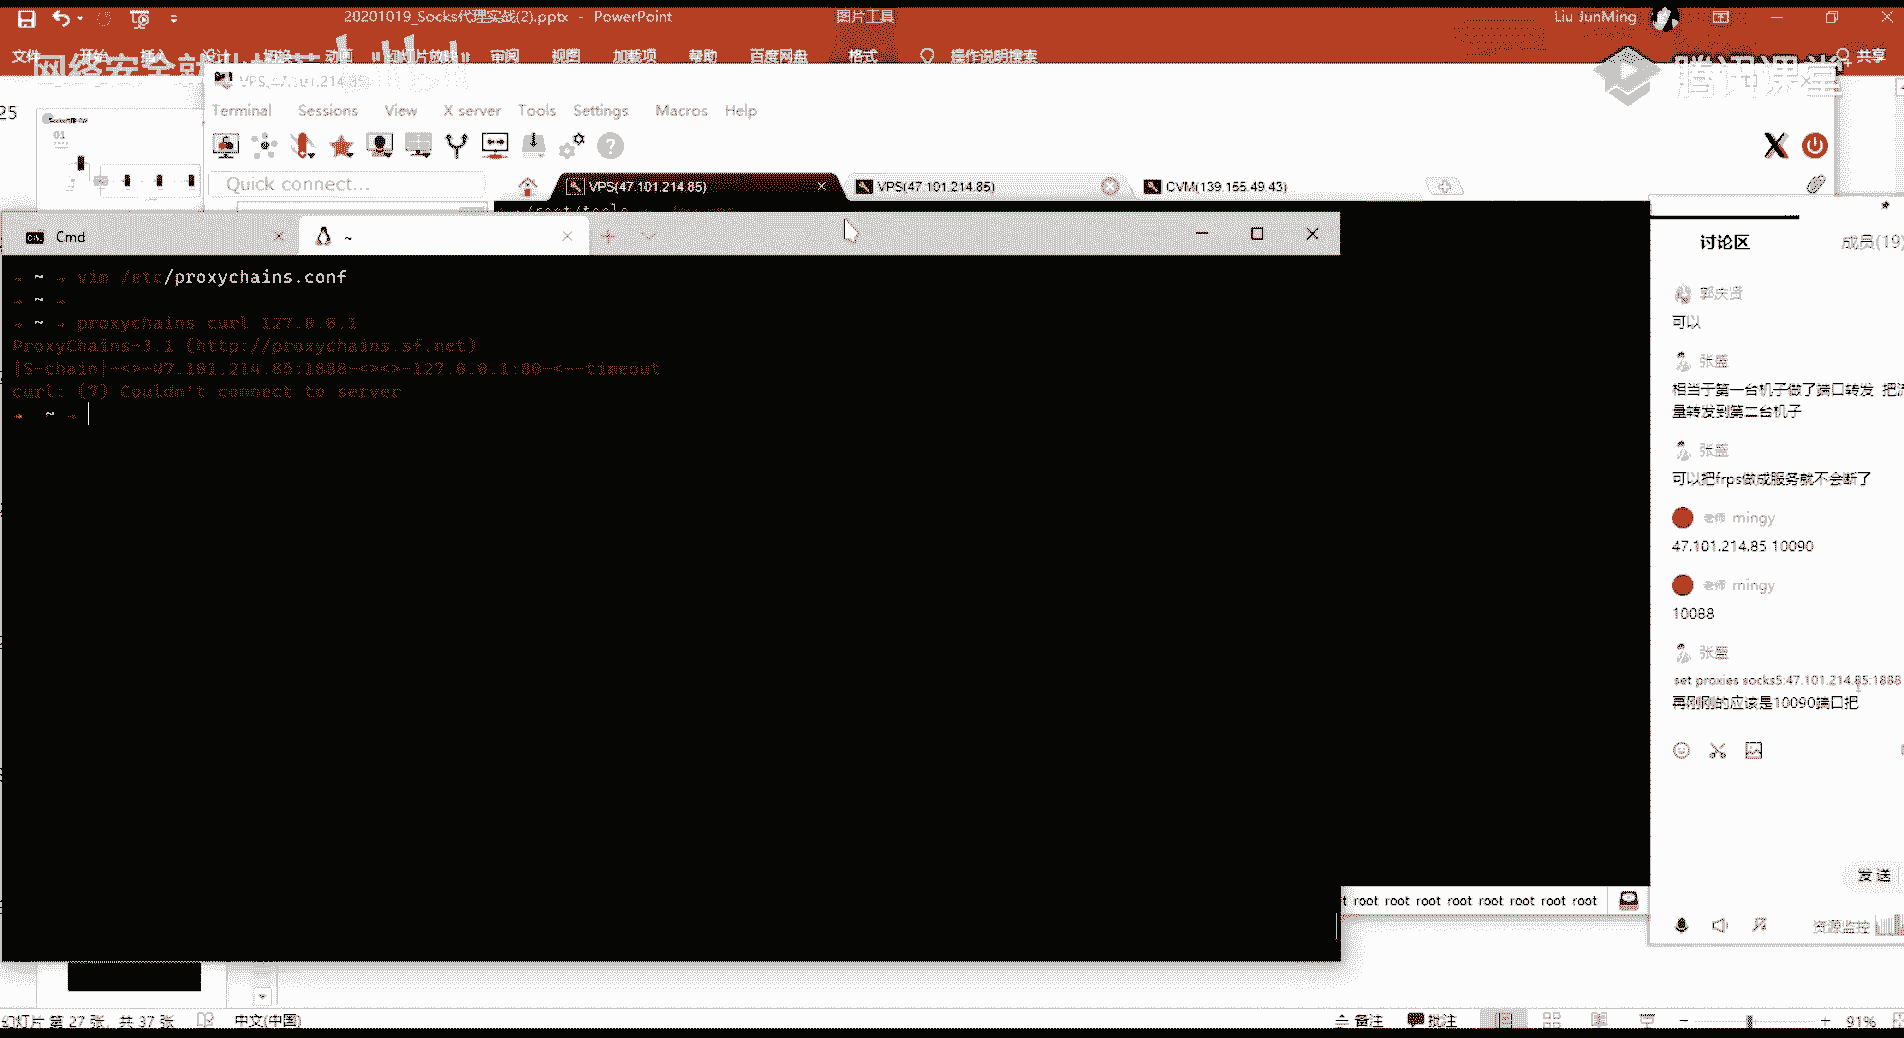 20201019_Socks代理实战(2).pptx - PowerPoint
图片工具
Liu JunMing
文件 开始 插入 设计 切换 动画 幻灯片放映 审阅 视图 加载项 帮助 百度网盘 格式 操作说明搜索
共享
腾讯课堂
25
01
VPS(47.101.214.85)
Terminal Sessions View X server Tools Settings Macros Help
Quick connect...
VPS(47.101.214.85)
VPS(47.101.214.85)
CVM(139.155.49.43)
Cmd
~
→ ~ → vim /etc/proxychains.conf
→ ~ →
→ ~ → proxychains curl 127.0.0.1
ProxyChains-3.1 (http://proxychains.sf.net)
|S-chain|-<>-47.101.214.85:1888-<><>-127.0.0.1:80-<--timeout
curl: (7) Couldn't connect to server
→ ~ →
root root root root root root root root
讨论区 成员(19)
郭庆贤
可以
张盛
相当于第一台机子做了端口转发 把流
量转发到第二台机子
张盛
可以把frps做成服务就不会断了
老师 mingy
47.101.214.85 10090
老师 mingy
10088
张盛
set proxies socks5:47.101.214.85:1888
再刚刚的应该是10090端口把
发送
资源监控
幻灯片 第 27 张，共 37 张 中文(中国)
备注 批注 91%